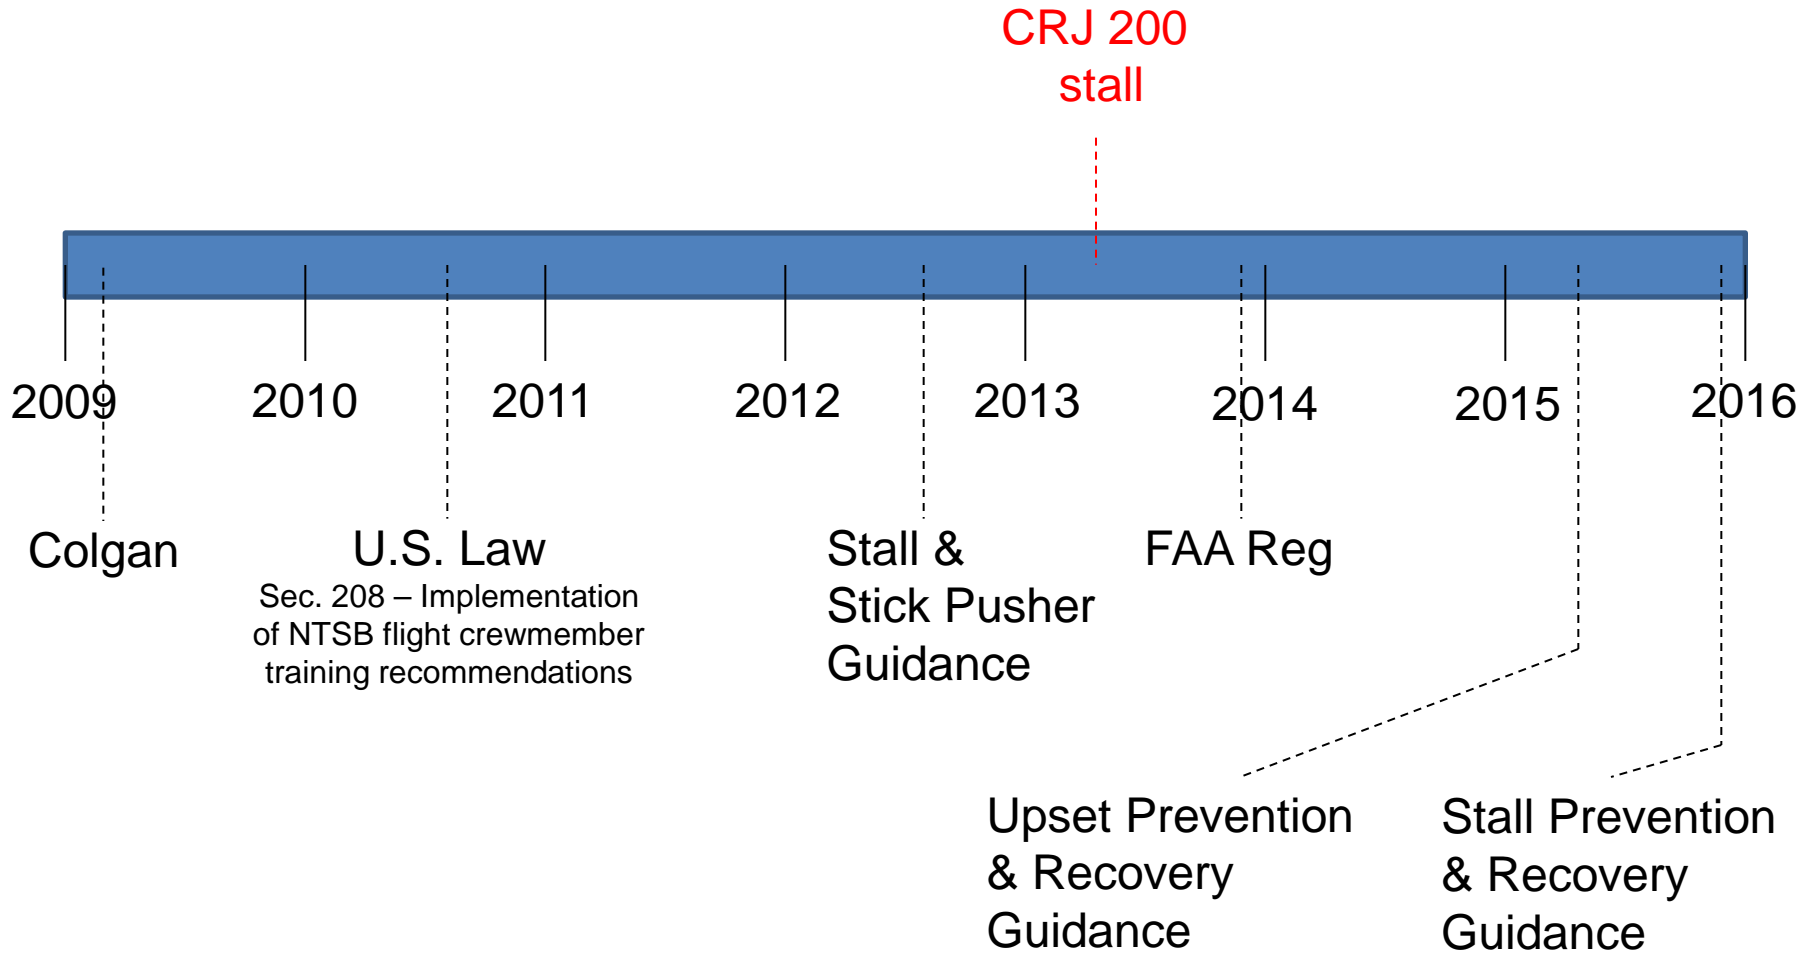 CRJ 200
stall
2009
2010
2011
2012
2013
2014
2015
2016
Colgan
U.S. Law
Sec. 208 – Implementation
of NTSB flight crewmember
training recommendations
Stall &
Stick Pusher
Guidance
FAA Reg
Upset Prevention
& Recovery
Guidance
Stall Prevention
& Recovery
Guidance